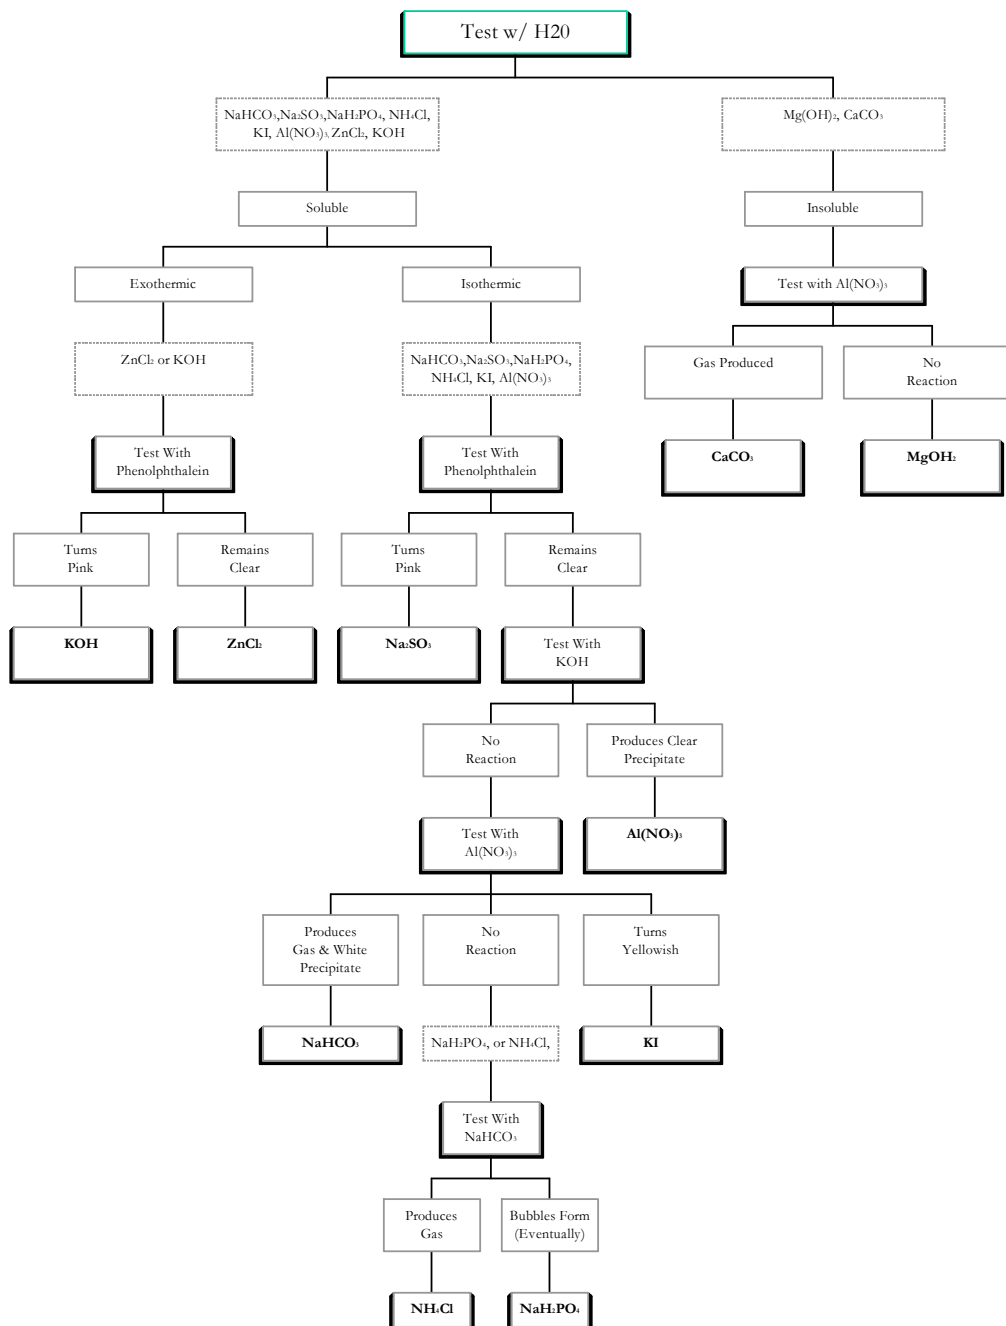 Test w/ H20
NaHCO₃,Na₂SO₃,NaH₂PO₄, NH₄Cl,
KI, Al(NO₃)₃, ZnCl₂, KOH
Mg(OH)₂, CaCO₃
Soluble
Insoluble
Exothermic
Isothermic
Test with Al(NO₃)₃
ZnCl₂ or KOH
NaHCO₃,Na₂SO₃,NaH₂PO₄,
NH₄Cl, KI, Al(NO₃)₃
Gas Produced
No
Reaction
Test With
Phenolphthalein
Test With
Phenolphthalein
CaCO₃
MgOH₂
Turns
Pink
Remains
Clear
Turns
Pink
Remains
Clear
KOH
ZnCl₂
Na₂SO₃
Test With
KOH
No
Reaction
Produces Clear
Precipitate
Test With
Al(NO₃)₃
Al(NO₃)₃
Produces
Gas & White
Precipitate
No
Reaction
Turns
Yellowish
NaHCO₃
NaH₂PO₄, or NH₄Cl,
KI
Test With
NaHCO₃
Produces
Gas
Bubbles Form
(Eventually)
NH₄Cl
NaH₂PO₄